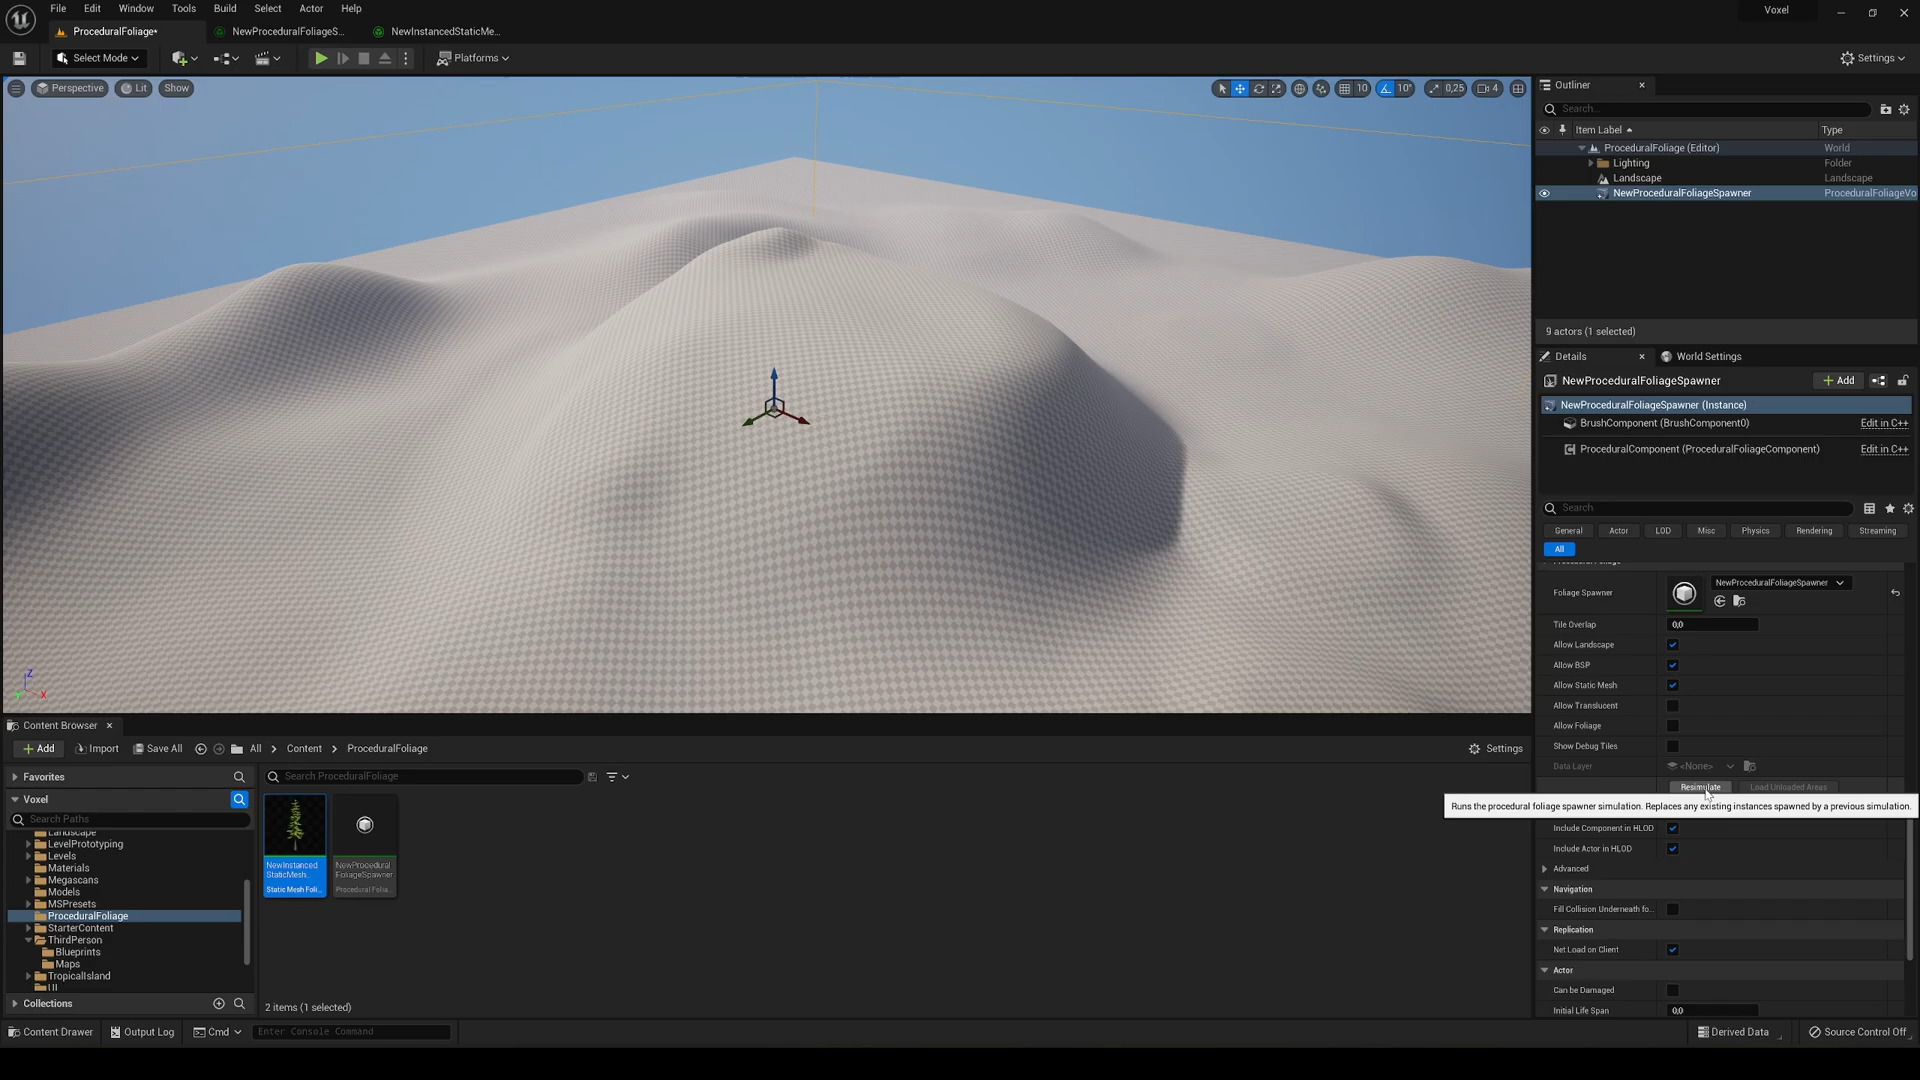 File Edit Window Tools Build Select Actor Help
Voxel
ProceduralFoliage*
NewProceduralFoliageS...
NewInstancedStaticMe...
Select Mode
Platforms
Settings
Perspective
Lit
Show
10
10°
0,25
4
Outliner
Search...
Item Label
Type
ProceduralFoliage (Editor)
World
Lighting
Folder
Landscape
Landscape
NewProceduralFoliageSpawner
ProceduralFoliageVo
9 actors (1 selected)
Details
World Settings
NewProceduralFoliageSpawner
+ Add
NewProceduralFoliageSpawner (Instance)
BrushComponent (BrushComponent0)
Edit in C++
ProceduralComponent (ProceduralFoliageComponent)
Edit in C++
Search
General Actor LOD Misc Physics Rendering Streaming
All
Foliage Spawner
NewProceduralFoliageSpawner
Tile Overlap
0,0
Allow Landscape
Allow BSP
Allow Static Mesh
Allow Translucent
Allow Foliage
Show Debug Tiles
Data Layer
<None>
Resimulate
Load Unloaded Areas
Runs the procedural foliage spawner simulation. Replaces any existing instances spawned by a previous simulation.
Include Component in HLOD
Include Actor in HLOD
Advanced
Navigation
Fill Collision Underneath fo...
Replication
Net Load on Client
Actor
Can be Damaged
Initial Life Span
0,0
Z
Y
X
Content Browser
+ Add
Import
Save All
All > Content > ProceduralFoliage
Settings
Favorites
Voxel
Search Paths
Landscape
LevelPrototyping
Levels
Materials
Megascans
Models
MSPresets
ProceduralFoliage
StarterContent
ThirdPerson
Blueprints
Maps
TropicalIsland
UI
Collections
Search ProceduralFoliage
NewInstanced
StaticMesh...
Static Mesh Foli...
NewProcedural
FoliageSpawner
Procedural Folia...
2 items (1 selected)
Content Drawer
Output Log
Cmd
Enter Console Command
Derived Data
Source Control Off